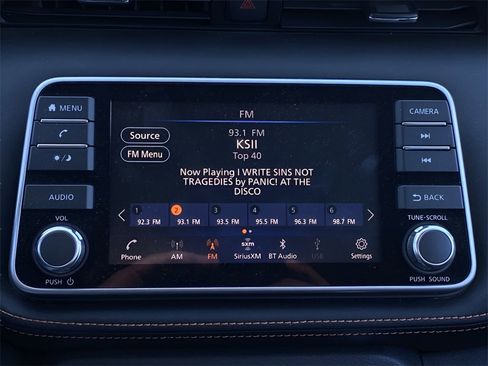 FM
MENU
CAMERA
93.1 FM
Source
KSII
Top 40
FM Menu
Now Playing I WRITE SINS NOT
TRAGEDIES by PANIC! AT THE
DISCO
AUDIO
BACK
1 2 3 4 5 6
92.3 FM 93.1 FM 93.5 FM 95.5 FM 96.3 FM 98.7 FM
VOL
TUNE·SCROLL
sxm
Phone AM FM SiriusXM BT Audio USB Settings
PUSH
PUSH SOUND